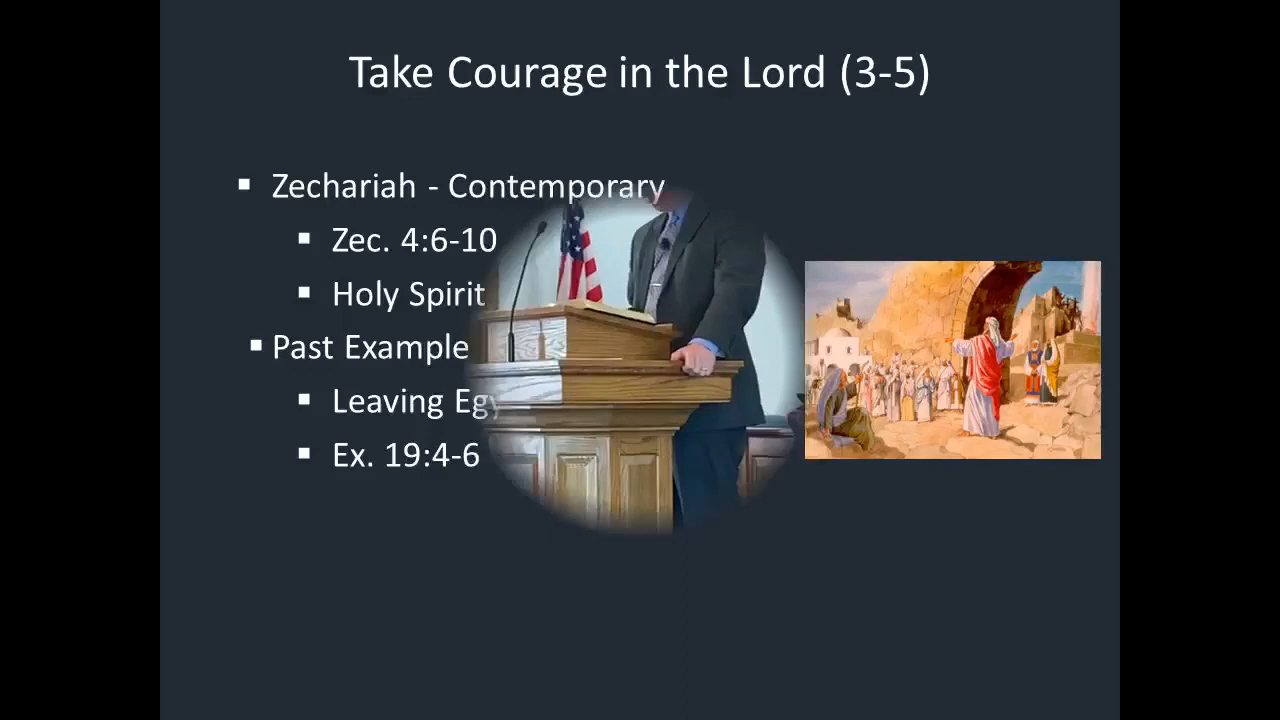 Take Courage in the Lord (3-5)
Zechariah - Contemporary
Zec. 4:6-10
Holy Spirit
Past Example
Leaving
Ex. 19:4-6